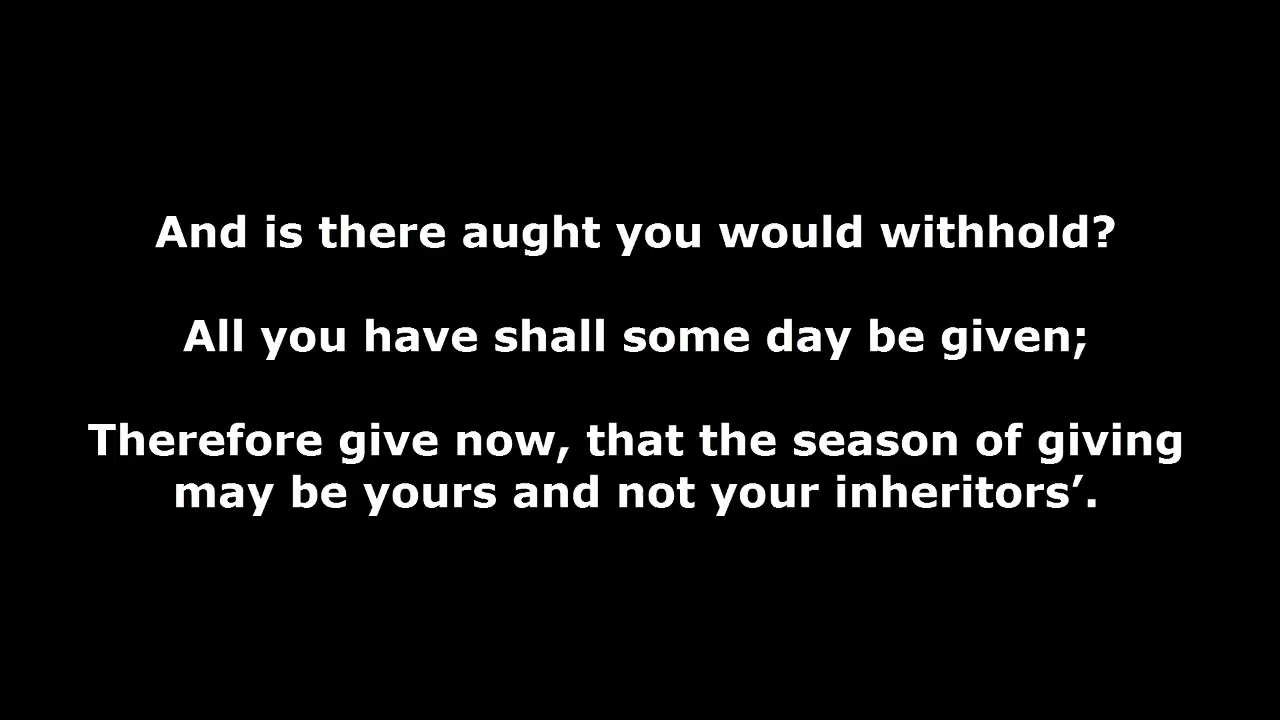 And is there aught you would withhold?
All you have shall some day be given;
Therefore give now, that the season of giving
may be yours and not your inheritors’.